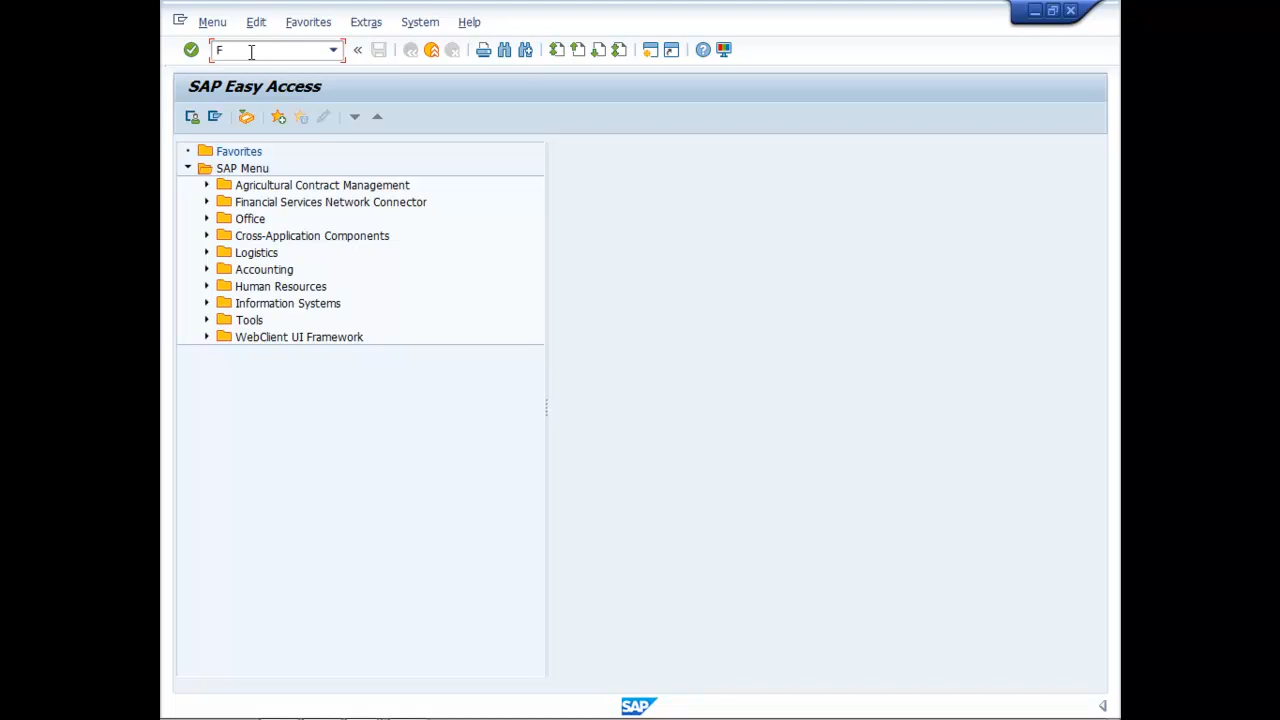 Menu Edit Favorites Extras System Help
F
SAP Easy Access
Favorites
SAP Menu
Agricultural Contract Management
Financial Services Network Connector
Office
Cross-Application Components
Logistics
Accounting
Human Resources
Information Systems
Tools
WebClient UI Framework
SAP